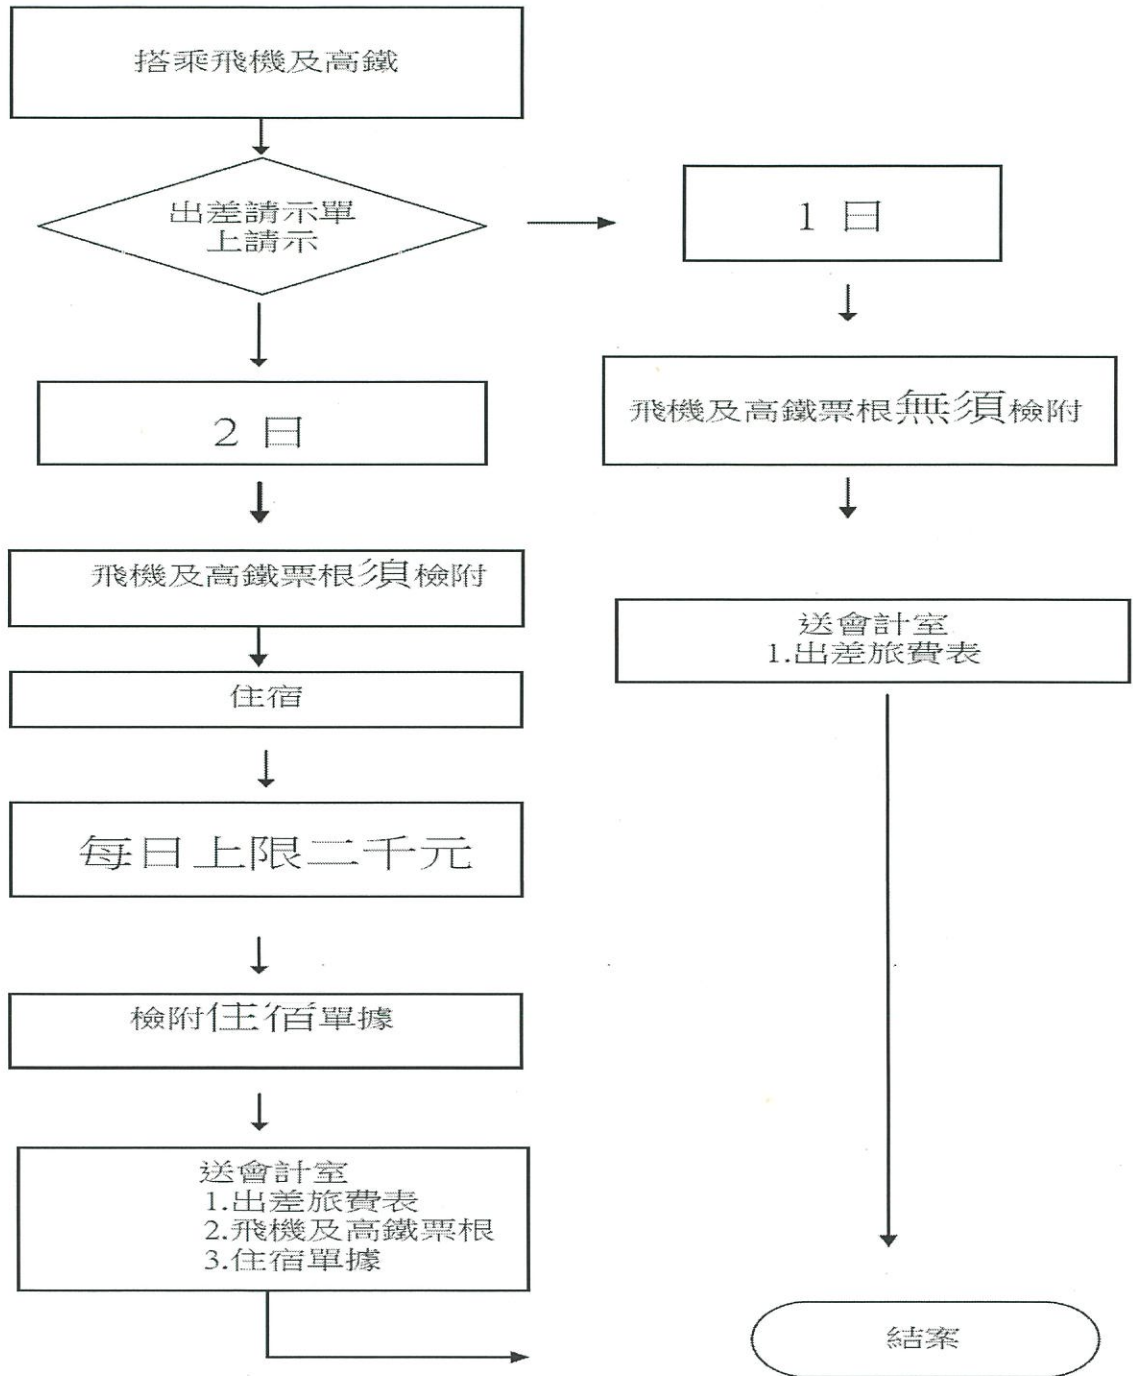 搭乘飛機及高鐵
出差請示單
上請示
1 日
2 日
飛機及高鐵票根無須檢附
飛機及高鐵票根須檢附
送會計室
1.出差旅費表
住宿
每日上限二千元
檢附住宿單據
送會計室
1.出差旅費表
2.飛機及高鐵票根
3.住宿單據
結案